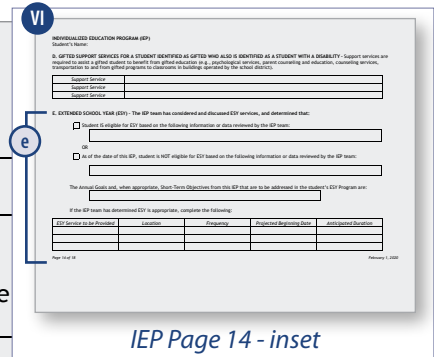 VI
INDIVIDUALIZED EDUCATION PROGRAM (IEP)
Student's Name:
D. GIFTED SUPPORT SERVICES FOR A STUDENT IDENTIFIED AS GIFTED WHO ALSO IS IDENTIFIED AS A STUDENT WITH A DISABILITY - Support services are
required to assist a gifted student to benefit from gifted education (e.g., psychological services, parent counseling and education, counseling services,
transportation to and from gifted programs to classrooms in buildings operated by the school district).
Support Service
Support Service
Support Service
E. EXTENDED SCHOOL YEAR (ESY) - The IEP team has considered and discussed ESY services, and determined that:
e
Student IS eligible for ESY based on the following information or data reviewed by the IEP team:
OR
As of the date of this IEP, student is NOT eligible for ESY based on the following information or data reviewed by the IEP team:
The Annual Goals and, when appropriate, Short-Term Objectives from this IEP that are to be addressed in the student's ESY Program are:
If the IEP team has determined ESY is appropriate, complete the following:
ESY Service to be Provided Location Frequency Projected Beginning Date Anticipated Duration
Page 14 of 18 February 1, 2020
e
IEP Page 14 - inset